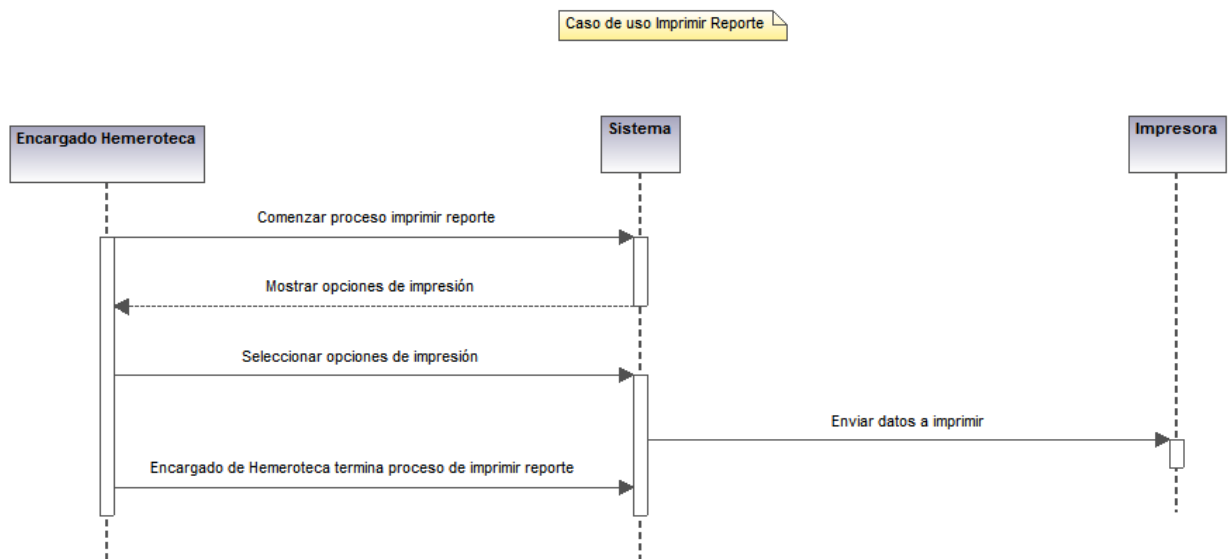 Caso de uso Imprimir Reporte
Encargado Hemeroteca
Sistema
Impresora
Comenzar proceso imprimir reporte
Mostrar opciones de impresión
Seleccionar opciones de impresión
Enviar datos a imprimir
Encargado de Hemeroteca termina proceso de imprimir reporte